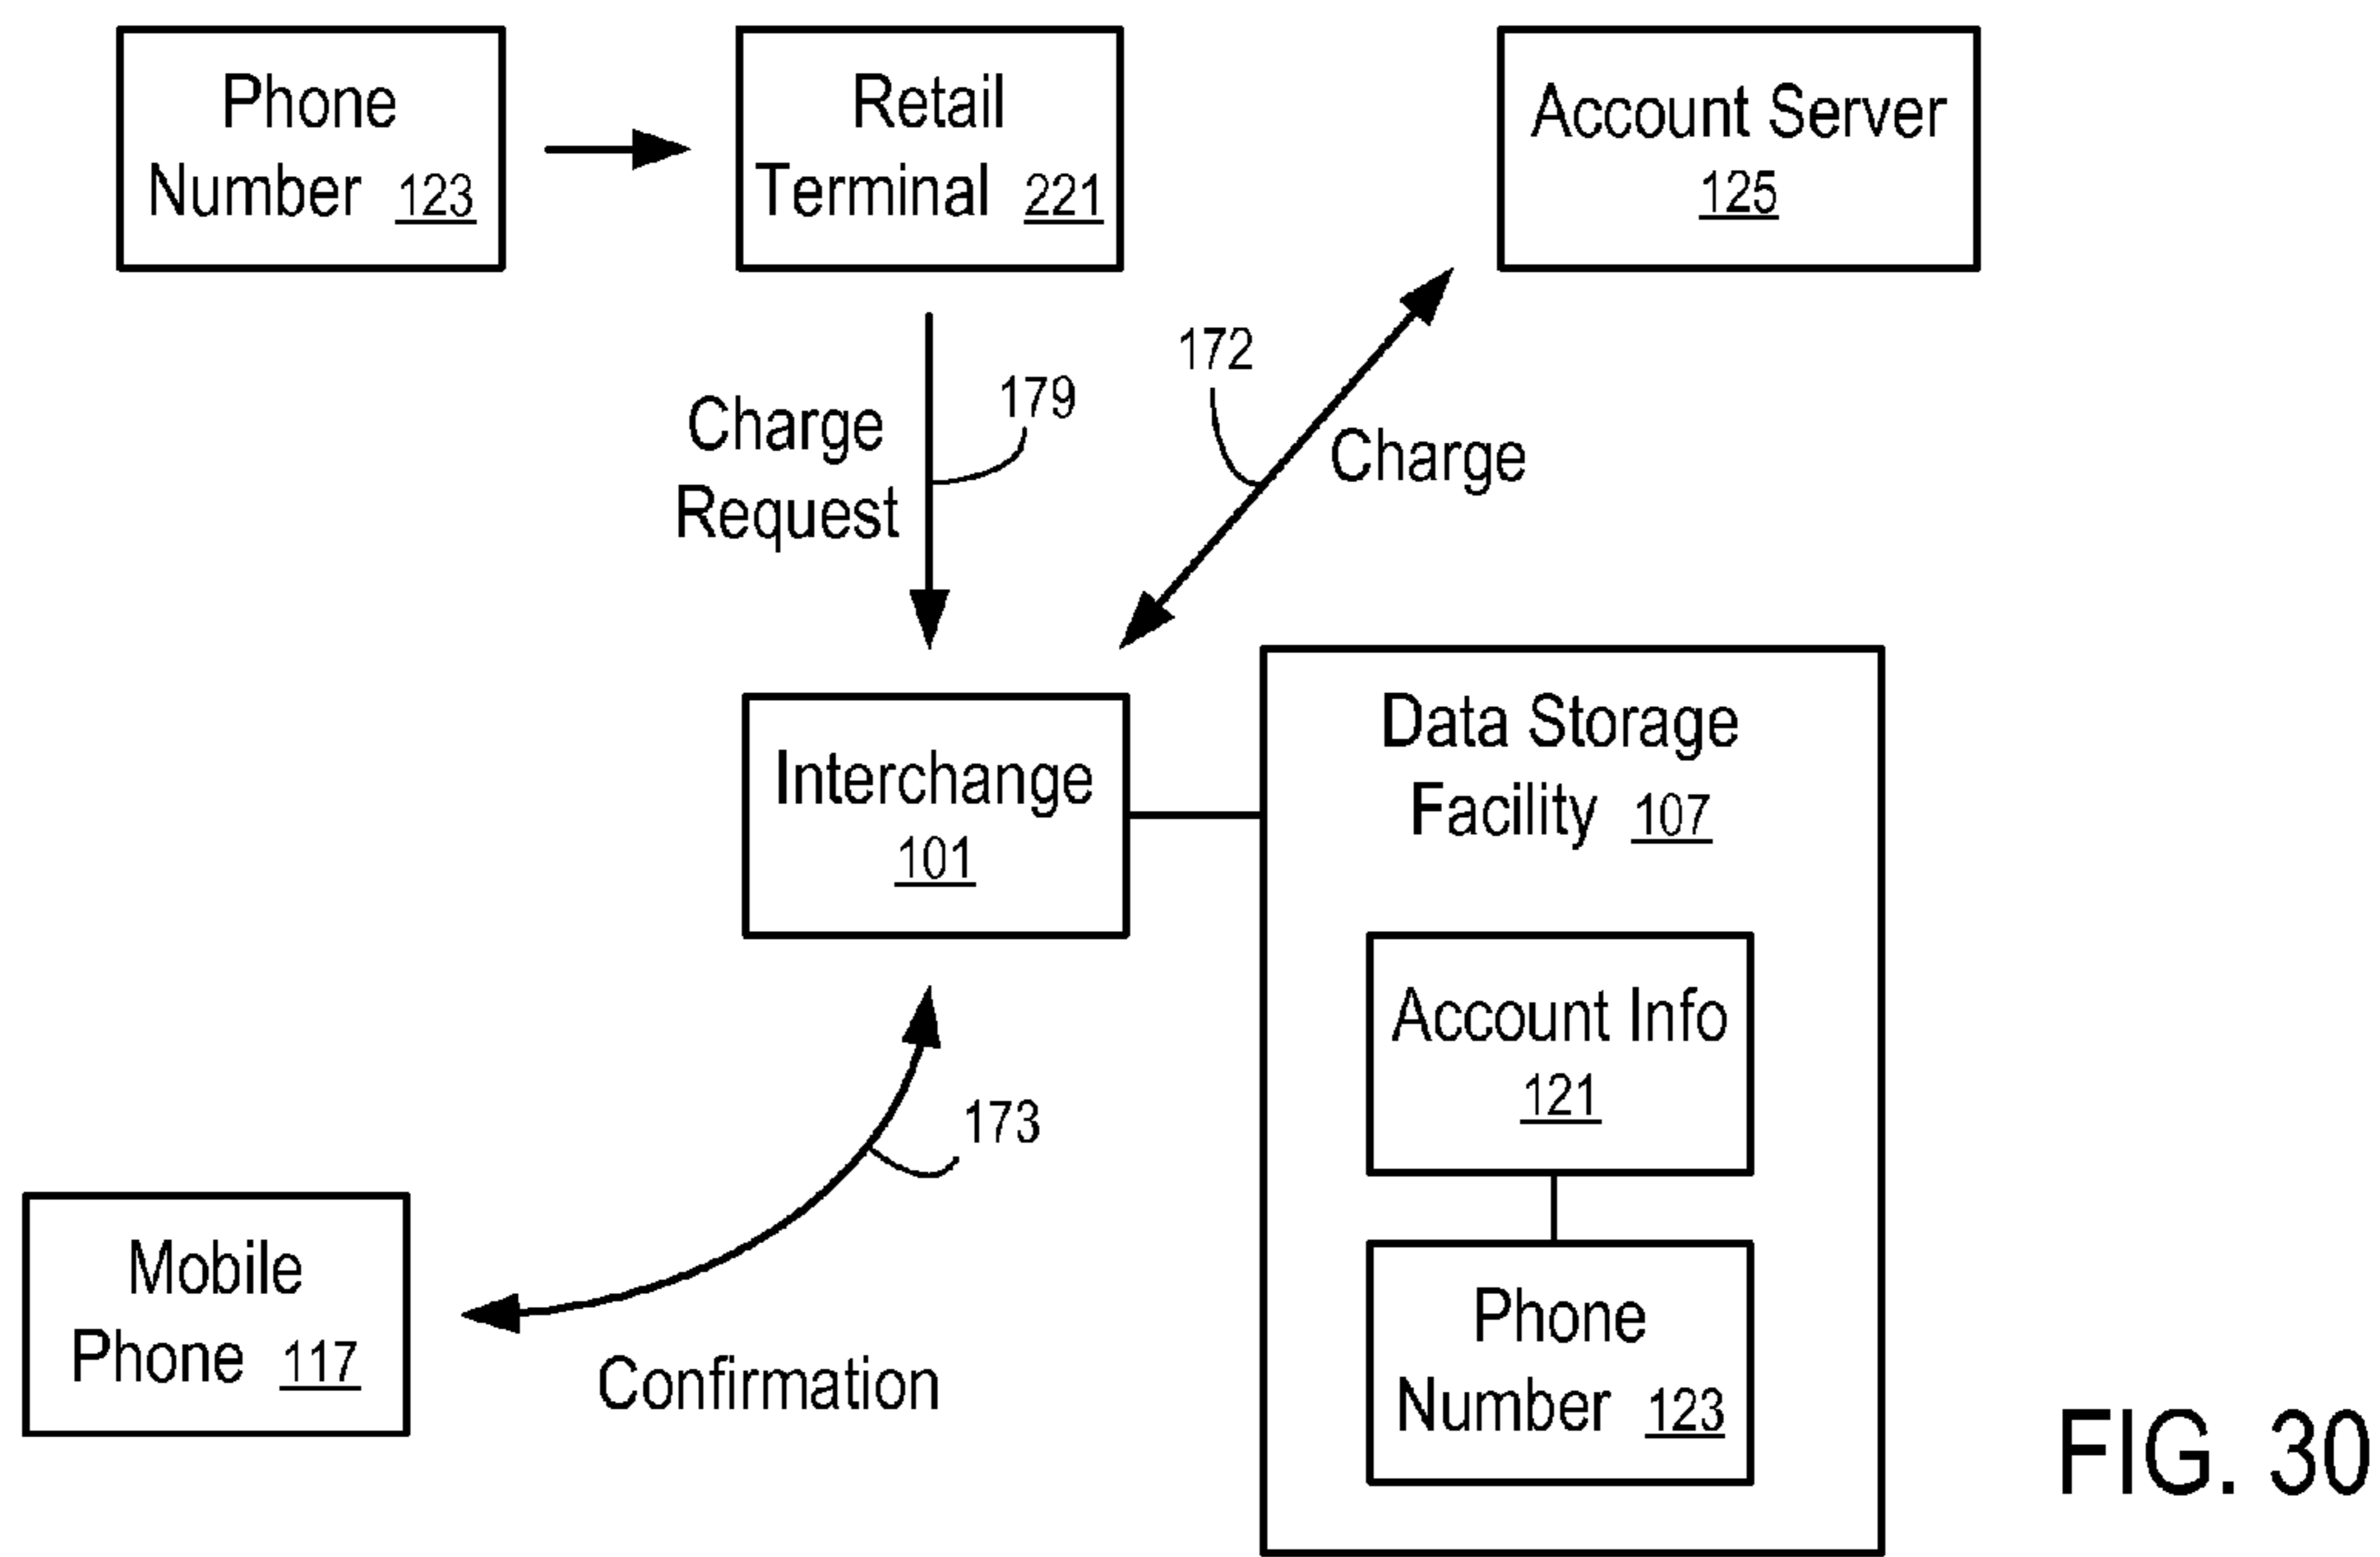 Phone
Number 123
Retail
Terminal 221
Account Server
125
Charge
Request
179
172
Charge
Interchange
101
Data Storage
Facility 107
Account Info
121
Phone
Number 123
173
Mobile
Phone 117
Confirmation
FIG. 30